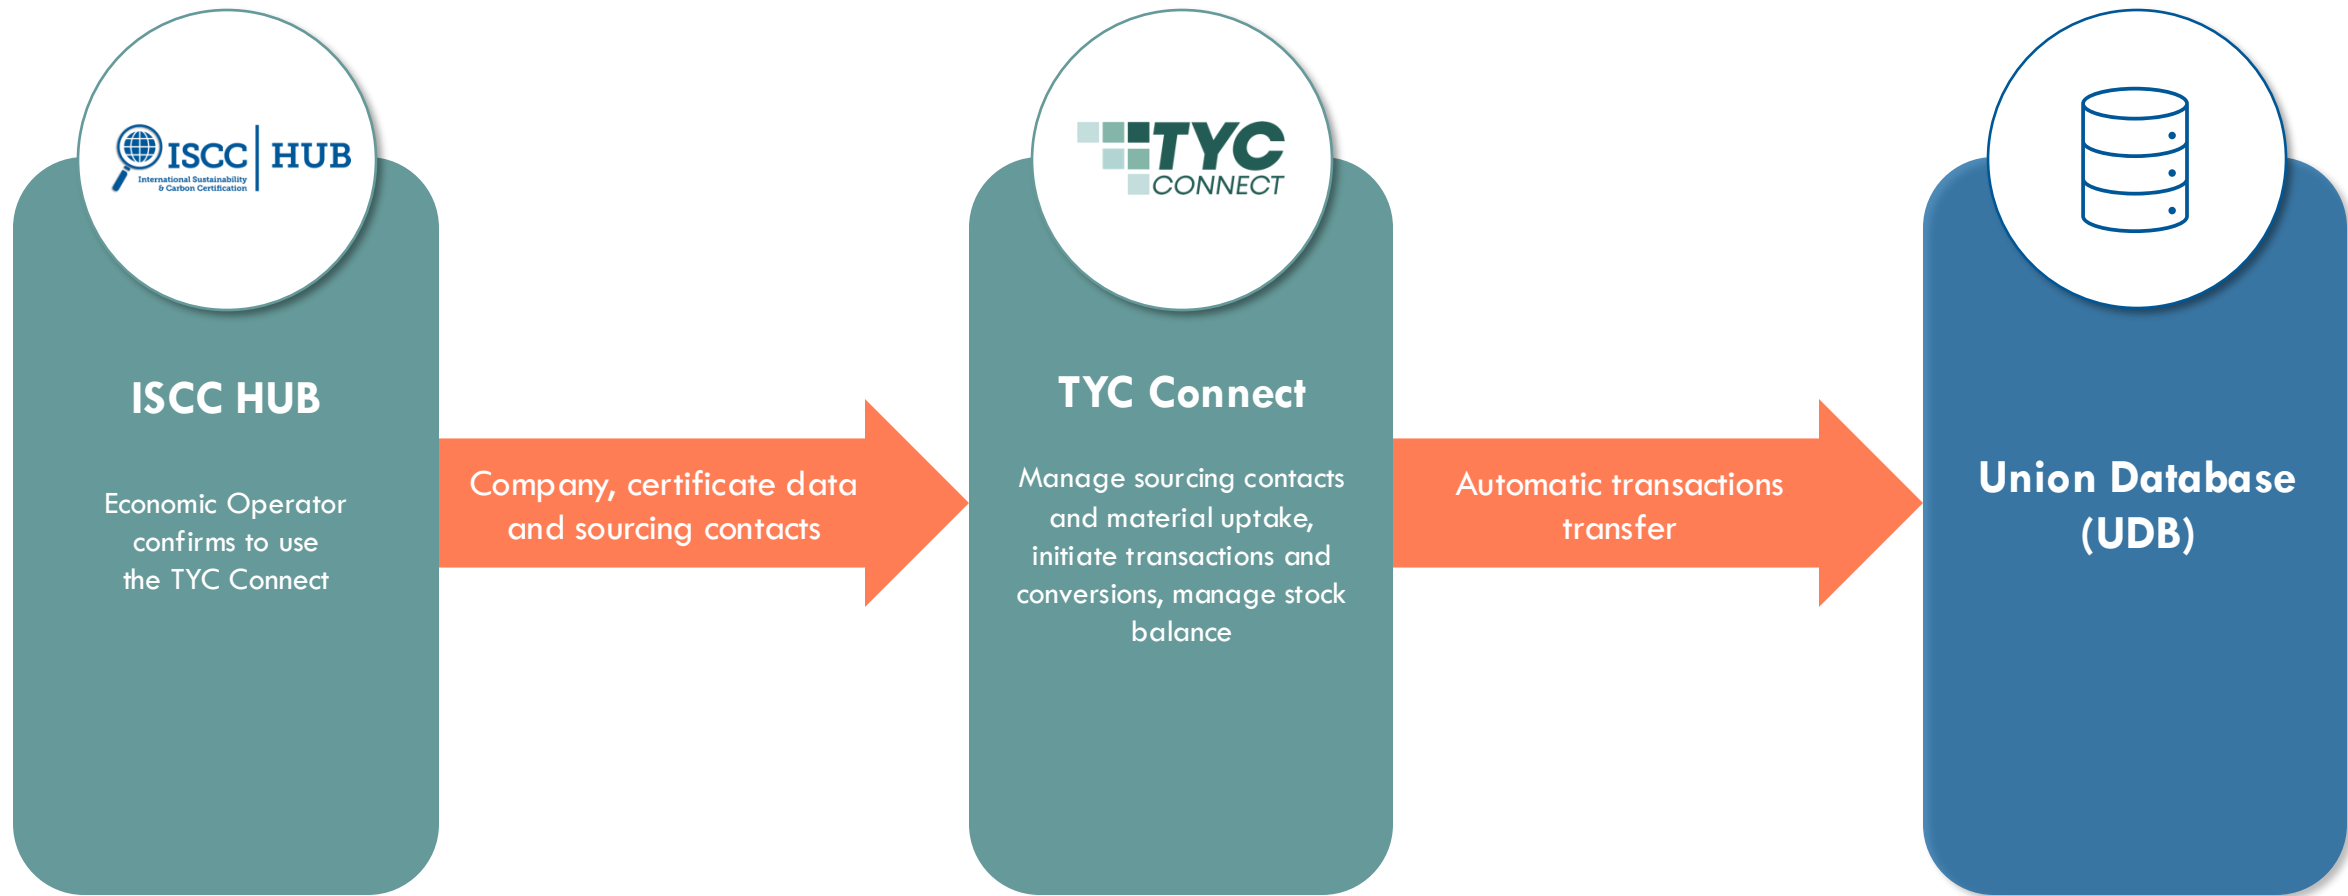 ISCC HUB
International Sustainability
& Carbon Certification
TYC
CONNECT
ISCC HUB
Economic Operator
confirms to use
the TYC Connect
Company, certificate data
and sourcing contacts
TYC Connect
Manage sourcing contacts
and material uptake,
initiate transactions and
conversions, manage stock
balance
Automatic transactions
transfer
Union Database
(UDB)